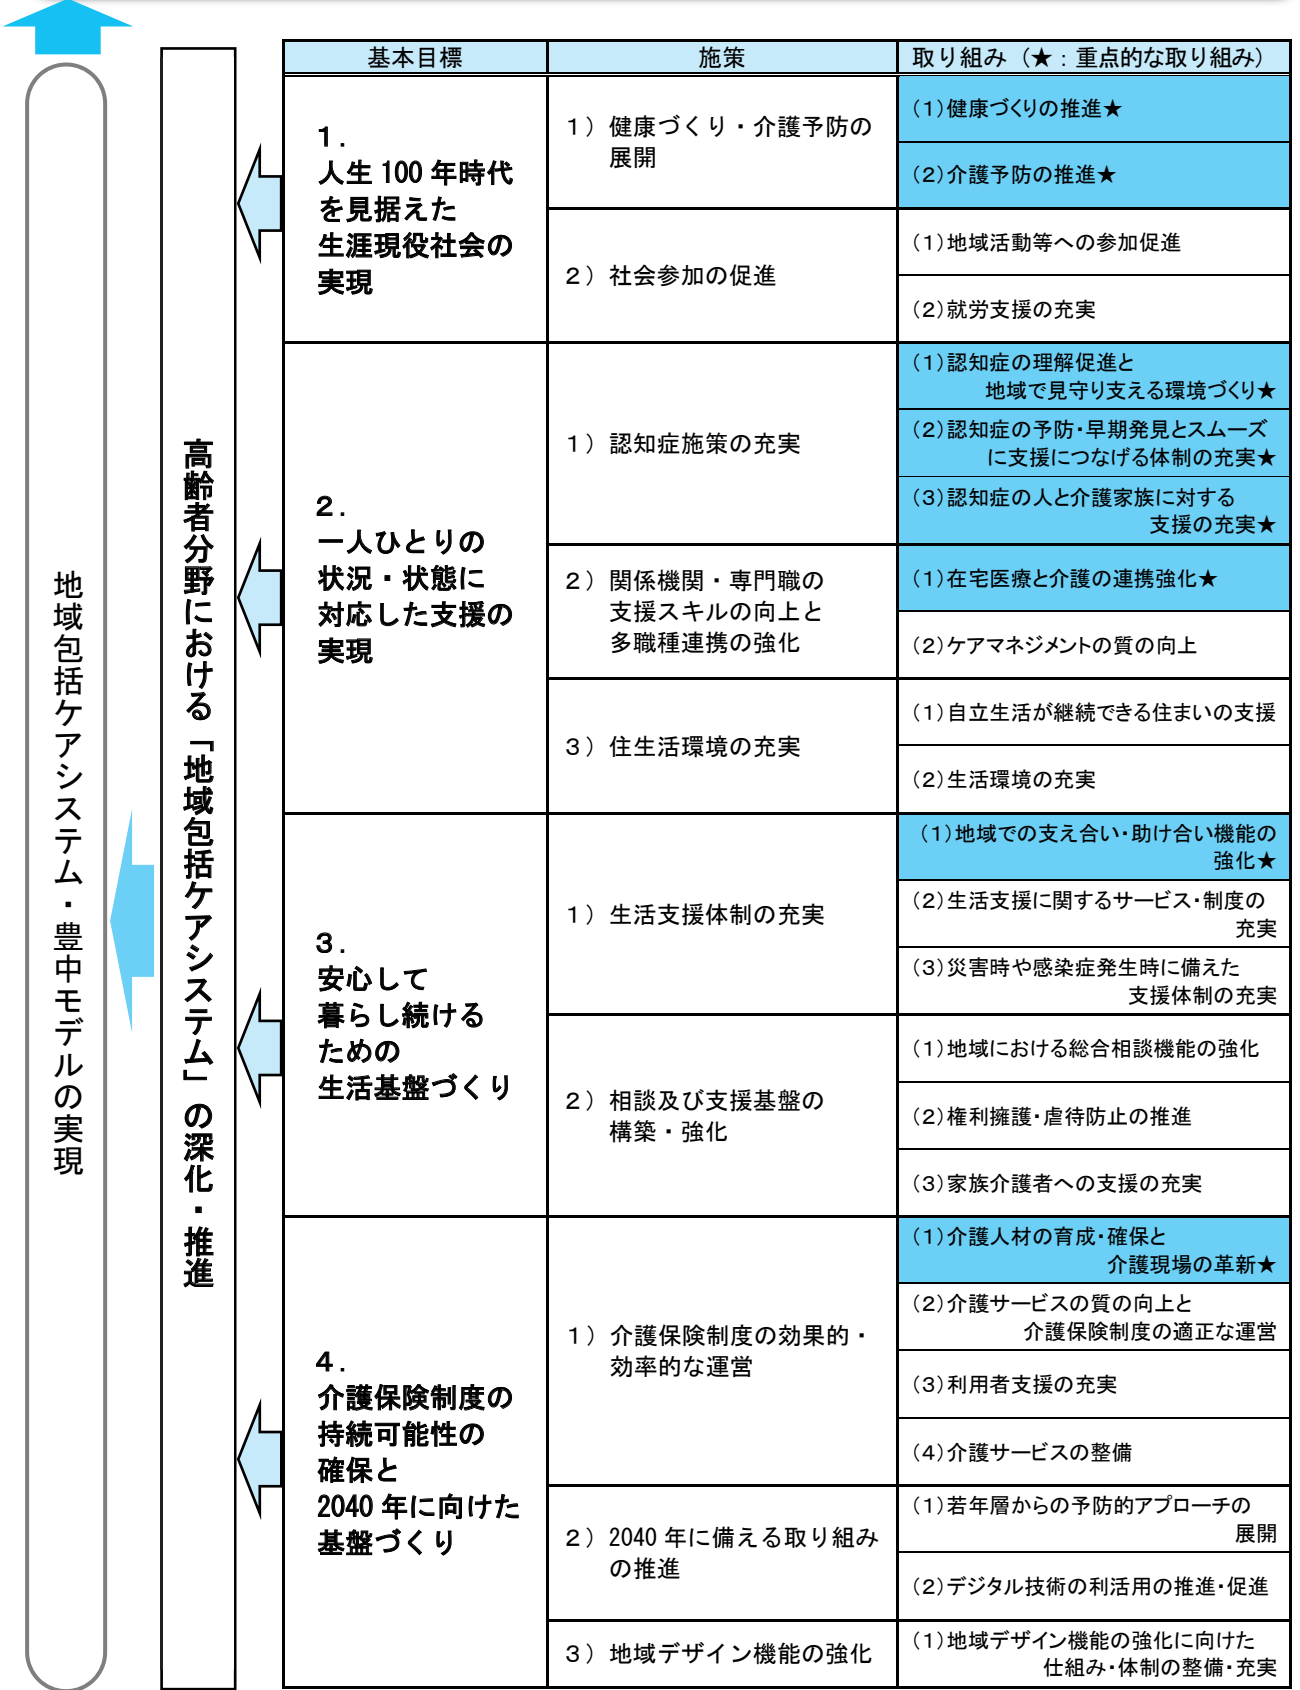 地域包括ケアシステム・豊中モデルの実現
高齢者分野における「地域包括ケアシステム」の深化・推進
基本目標
施策
取り組み（★：重点的な取り組み）
１．
人生 100 年時代
を見据えた
生涯現役社会の
実現
１）健康づくり・介護予防の
展開
（１）健康づくりの推進★
（２）介護予防の推進★
２）社会参加の促進
（１）地域活動等への参加促進
（２）就労支援の充実
２．
一人ひとりの
状況・状態に
対応した支援の
実現
１）認知症施策の充実
（１）認知症の理解促進と
地域で見守り支える環境づくり★
（２）認知症の予防・早期発見とスムーズ
に支援につなげる体制の充実★
（３）認知症の人と介護家族に対する
支援の充実★
２）関係機関・専門職の
支援スキルの向上と
多職種連携の強化
（１）在宅医療と介護の連携強化★
（２）ケアマネジメントの質の向上
３）住生活環境の充実
（１）自立生活が継続できる住まいの支援
（２）生活環境の充実
３．
安心して
暮らし続ける
ための
生活基盤づくり
１）生活支援体制の充実
（１）地域での支え合い・助け合い機能の
強化★
（２）生活支援に関するサービス・制度の
充実
（３）災害時や感染症発生時に備えた
支援体制の充実
２）相談及び支援基盤の
構築・強化
（１）地域における総合相談機能の強化
（２）権利擁護・虐待防止の推進
（３）家族介護者への支援の充実
４．
介護保険制度の
持続可能性の
確保と
2040 年に向けた
基盤づくり
１）介護保険制度の効果的・
効率的な運営
（１）介護人材の育成・確保と
介護現場の革新★
（２）介護サービスの質の向上と
介護保険制度の適正な運営
（３）利用者支援の充実
（４）介護サービスの整備
２）2040 年に備える取り組み
の推進
（１）若年層からの予防的アプローチの
展開
（２）デジタル技術の利活用の推進・促進
３）地域デザイン機能の強化
（１）地域デザイン機能の強化に向けた
仕組み・体制の整備・充実